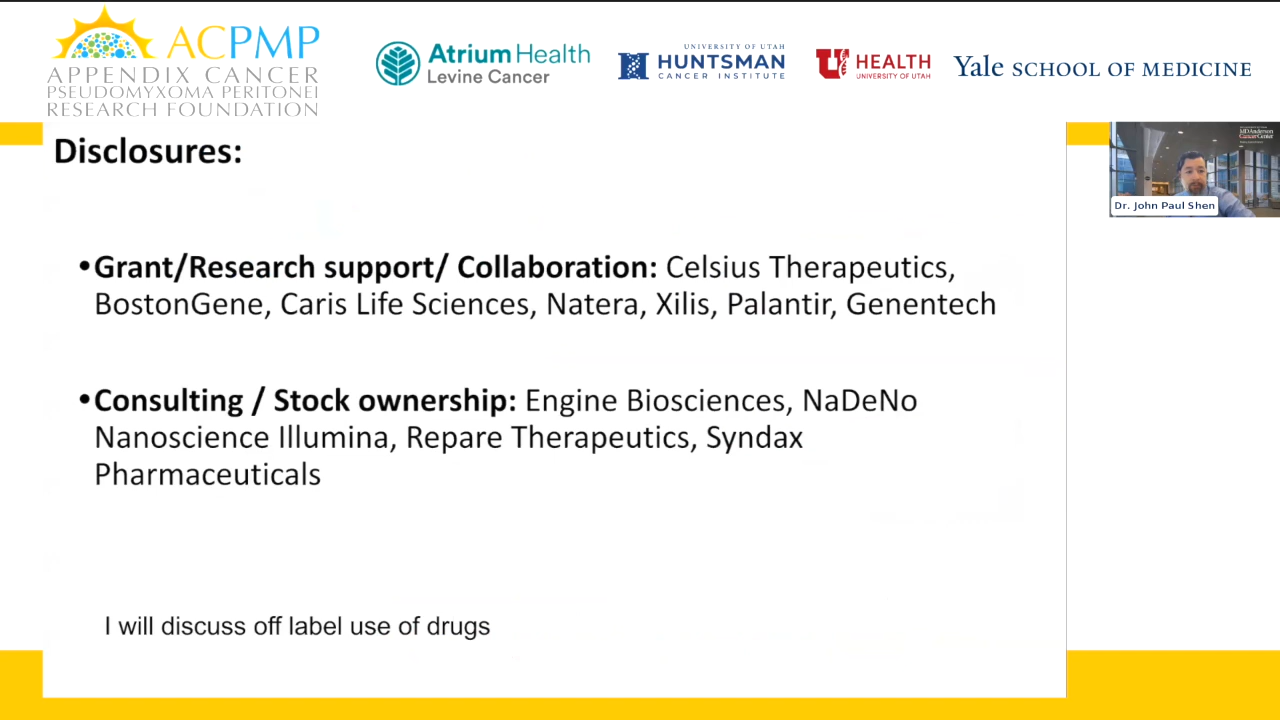 ACPMP
APPENDIX CANCER
PSEUDOMYXOMA PERITONEI
RESEARCH FOUNDATION
Atrium Health
Levine Cancer
UNIVERSITY OF UTAH
HUNTSMAN
CANCER INSTITUTE
U HEALTH
UNIVERSITY OF UTAH
Yale SCHOOL OF MEDICINE
Disclosures:
MDAnderson
Cancer Center
Dr. John Paul Shen
•Grant/Research support/ Collaboration: Celsius Therapeutics,
BostonGene, Caris Life Sciences, Natera, Xilis, Palantir, Genentech
•Consulting / Stock ownership: Engine Biosciences, NaDeNo
Nanoscience Illumina, Repare Therapeutics, Syndax
Pharmaceuticals
I will discuss off label use of drugs